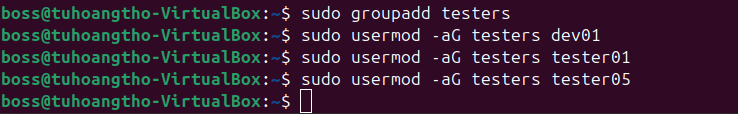 boss@tuhoangtho-VirtualBox:~$ sudo groupadd testers
boss@tuhoangtho-VirtualBox:~$ sudo usermod -aG testers dev01
boss@tuhoangtho-VirtualBox:~$ sudo usermod -aG testers tester01
boss@tuhoangtho-VirtualBox:~$ sudo usermod -aG testers tester05
boss@tuhoangtho-VirtualBox:~$